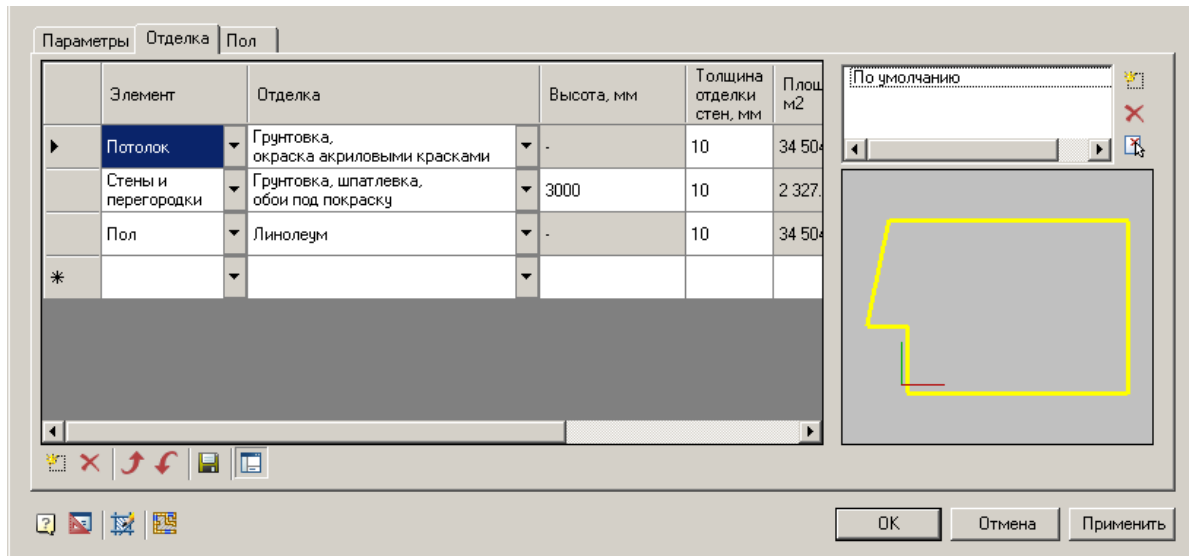 Параметры Отделка Пол
Элемент Отделка Высота, мм Толщина отделки стен, мм Площ м2
Потолок Грунтовка, - 10 34 504
окраска акриловыми красками
Стены и Грунтовка, шпатлевка, 3000 10 2 327.
перегородки обои под покраску
Пол Линолеум - 10 34 504
По умолчанию
OK Отмена Применить